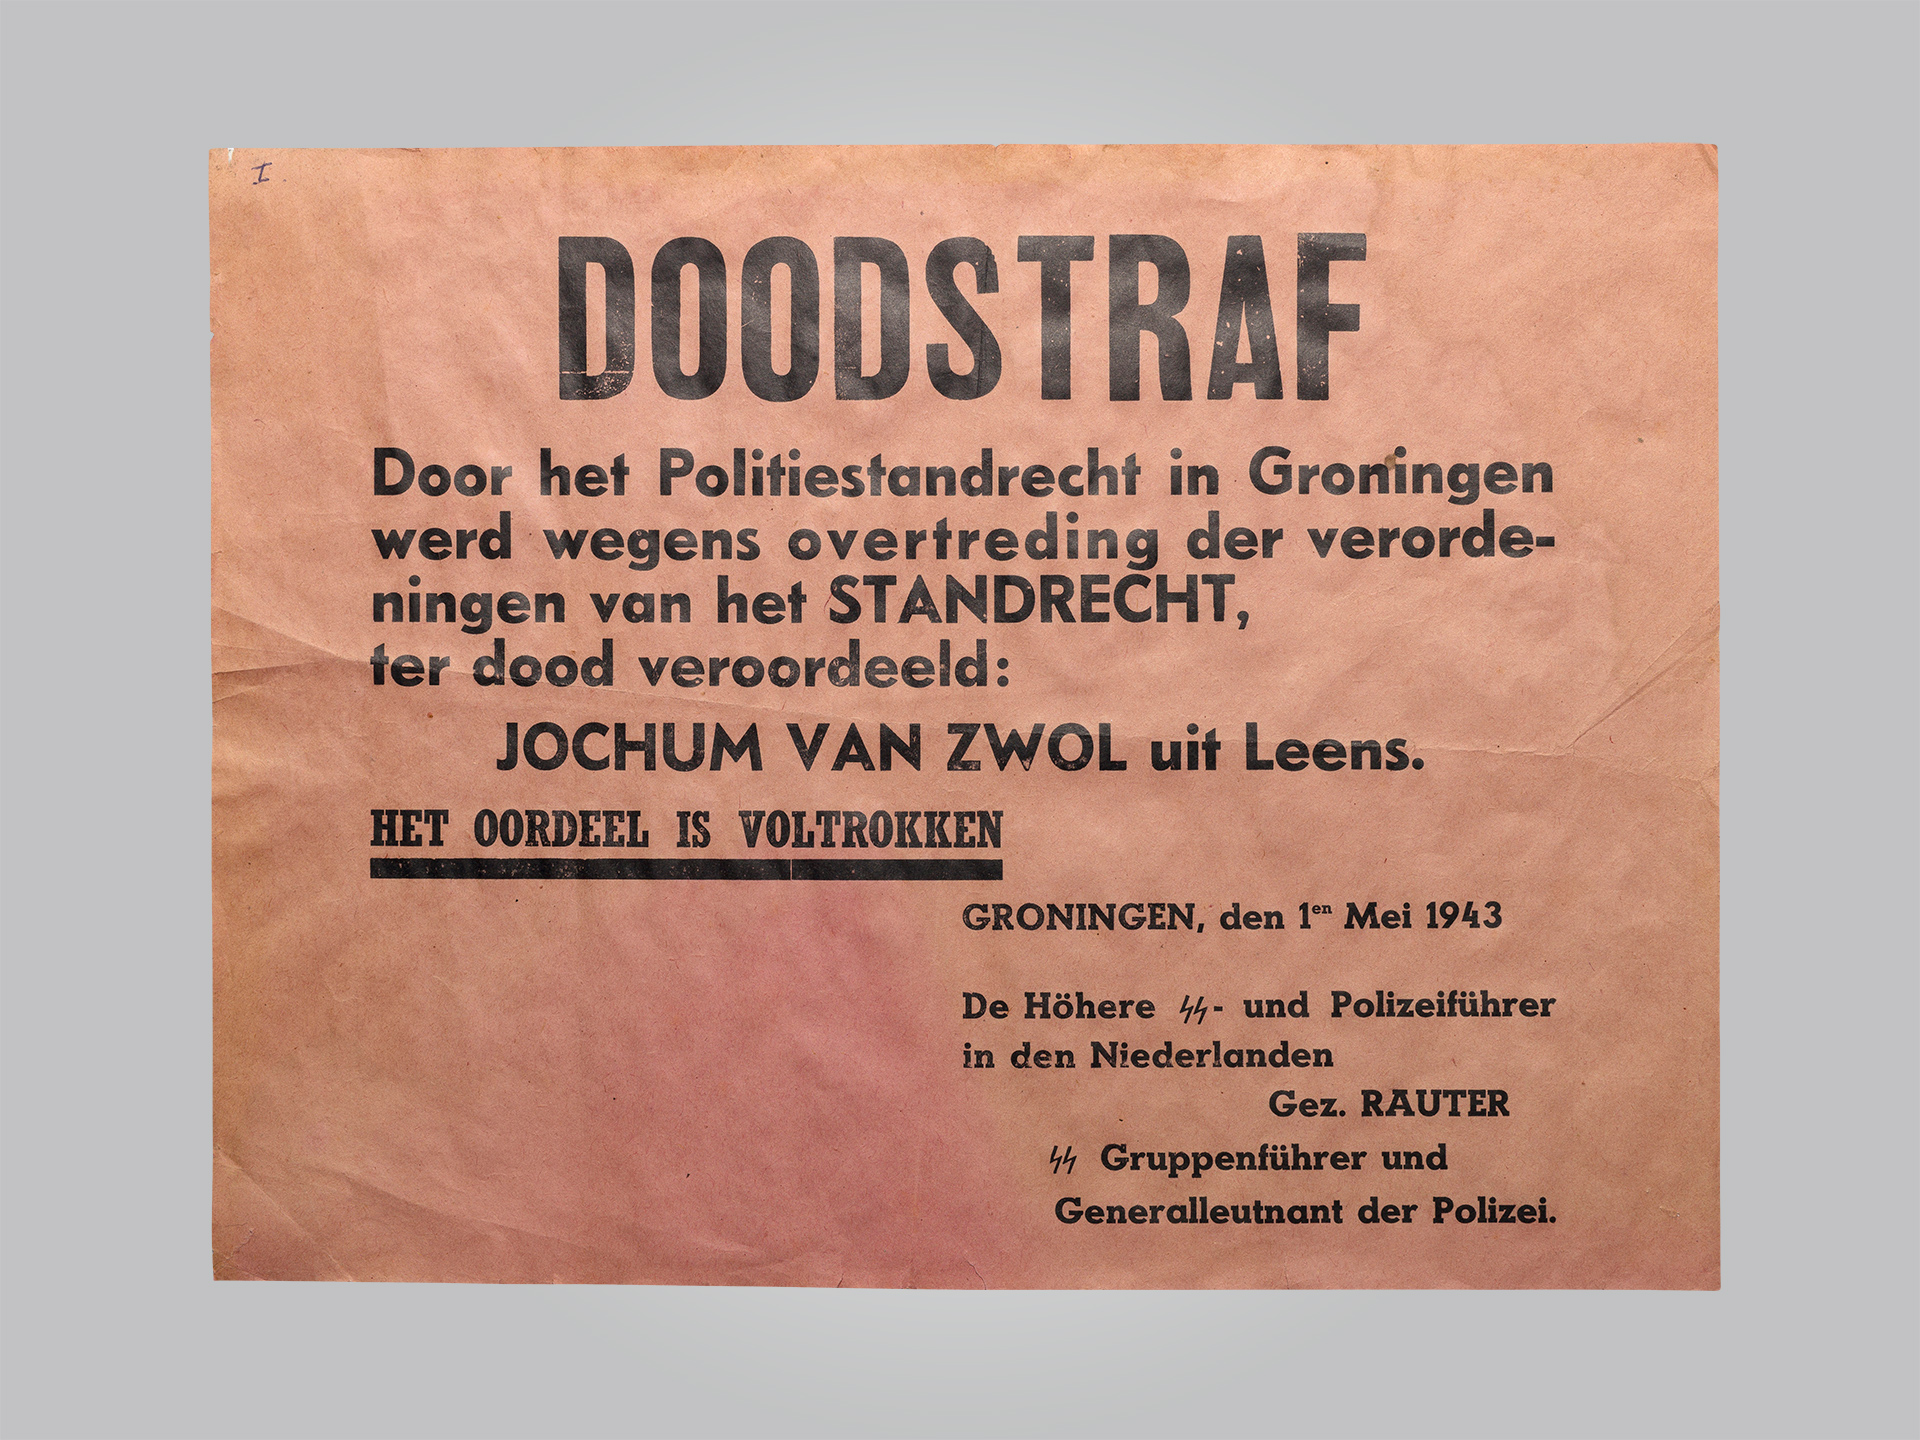 I.
DOODSTRAF
Door het Politiestandrecht in Groningen
werd wegens overtreding der verorde-
ningen van het STANDRECHT,
ter dood veroordeeld:
JOCHUM VAN ZWOL uit Leens.
HET OORDEEL IS VOLTROKKEN
GRONINGEN, den 1en Mei 1943
De Höhere SS- und Polizeiführer
in den Niederlanden
Gez. RAUTER
SS Gruppenführer und
Generalleutnant der Polizei.